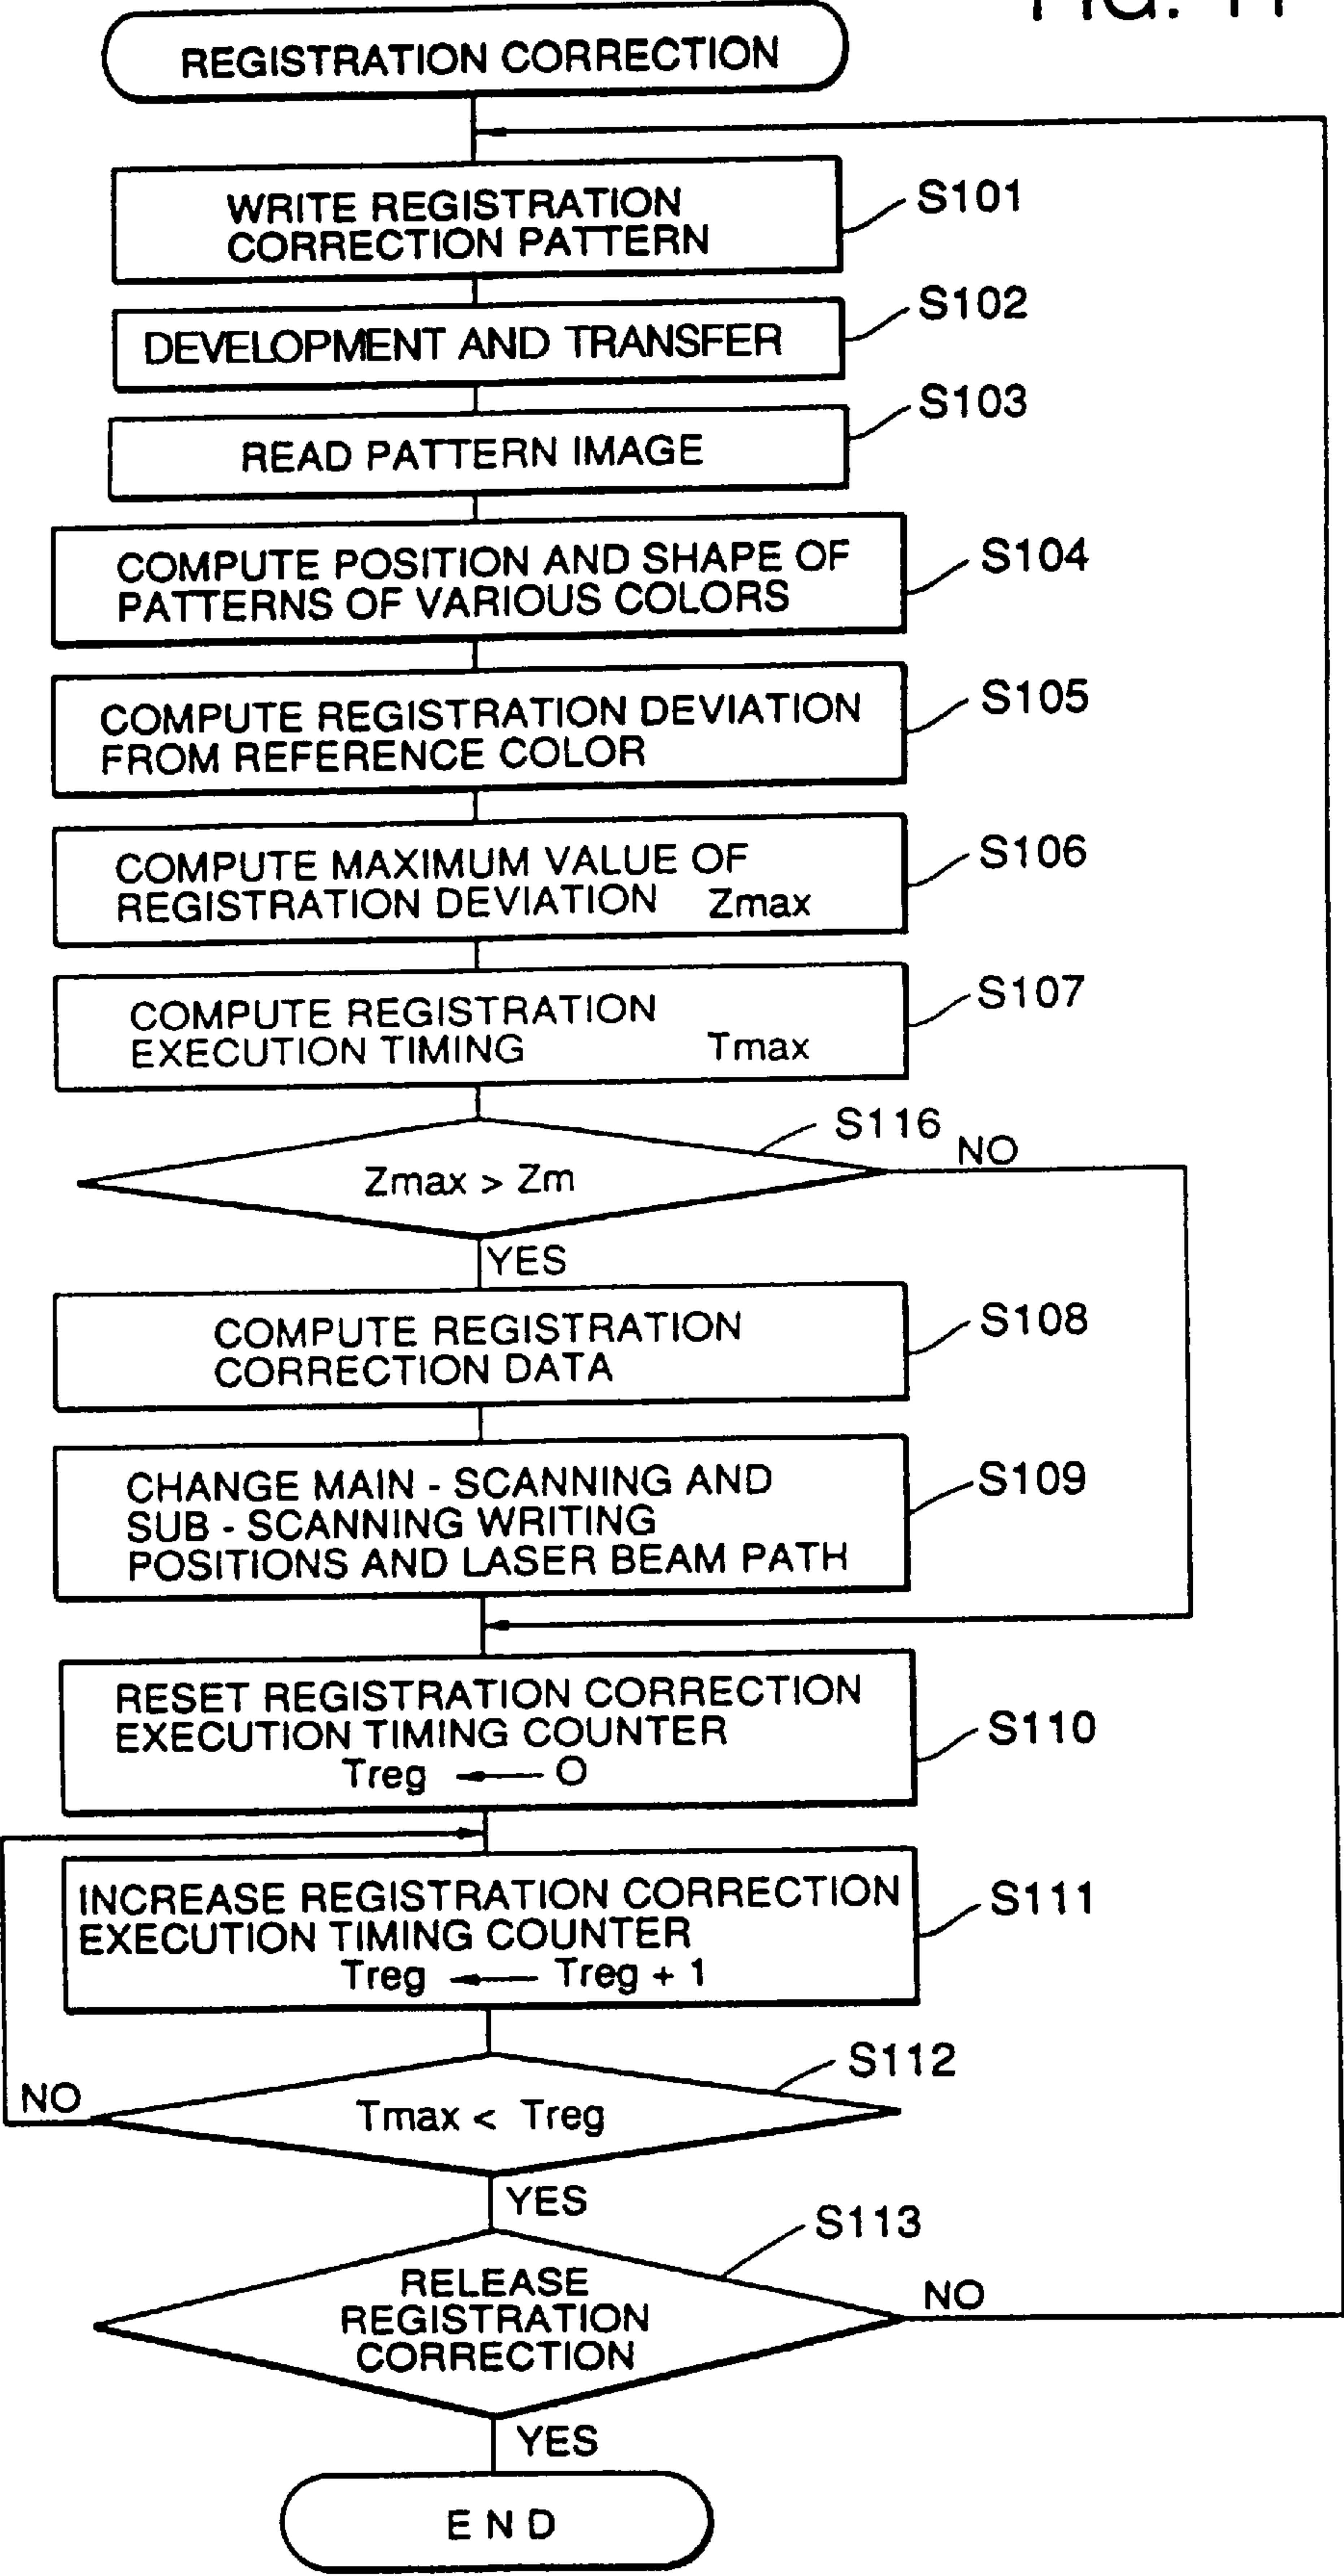 FIG. 11
REGISTRATION CORRECTION
WRITE REGISTRATION
CORRECTION PATTERN
S101
DEVELOPMENT AND TRANSFER
S102
READ PATTERN IMAGE
S103
COMPUTE POSITION AND SHAPE OF
PATTERNS OF VARIOUS COLORS
S104
COMPUTE REGISTRATION DEVIATION
FROM REFERENCE COLOR
S105
COMPUTE MAXIMUM VALUE OF
REGISTRATION DEVIATION Zmax
S106
COMPUTE REGISTRATION
EXECUTION TIMING Tmax
S107
S116
Zmax > Zm
NO
YES
COMPUTE REGISTRATION
CORRECTION DATA
S108
CHANGE MAIN - SCANNING AND
SUB - SCANNING WRITING
POSITIONS AND LASER BEAM PATH
S109
RESET REGISTRATION CORRECTION
EXECUTION TIMING COUNTER
Treg ← O
S110
INCREASE REGISTRATION CORRECTION
EXECUTION TIMING COUNTER
Treg ← Treg + 1
S111
S112
NO
Tmax < Treg
YES
S113
RELEASE
REGISTRATION
CORRECTION
NO
YES
END